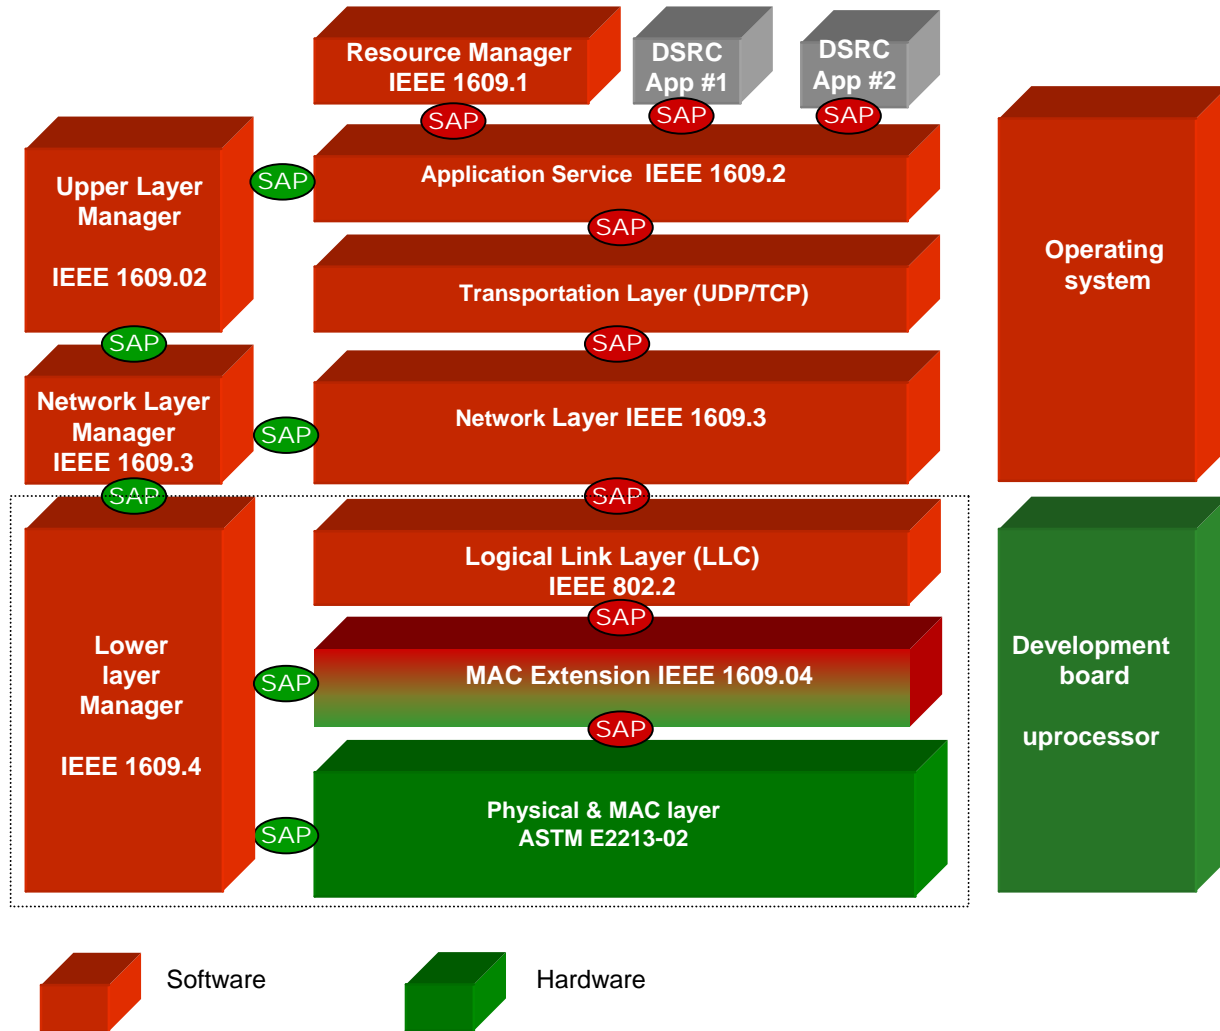 Resource Manager
IEEE 1609.1
DSRC
App #1
DSRC
App #2
SAP
SAP
SAP
Upper Layer
Manager
IEEE 1609.02
SAP
Application Service IEEE 1609.2
SAP
Transportation Layer (UDP/TCP)
Operating
system
SAP
SAP
Network Layer
Manager
IEEE 1609.3
SAP
Network Layer IEEE 1609.3
SAP
SAP
Logical Link Layer (LLC)
IEEE 802.2
SAP
Lower
layer
Manager
IEEE 1609.4
SAP
MAC Extension IEEE 1609.04
Development
board
uprocessor
SAP
SAP
Physical & MAC layer
ASTM E2213-02
Software
Hardware